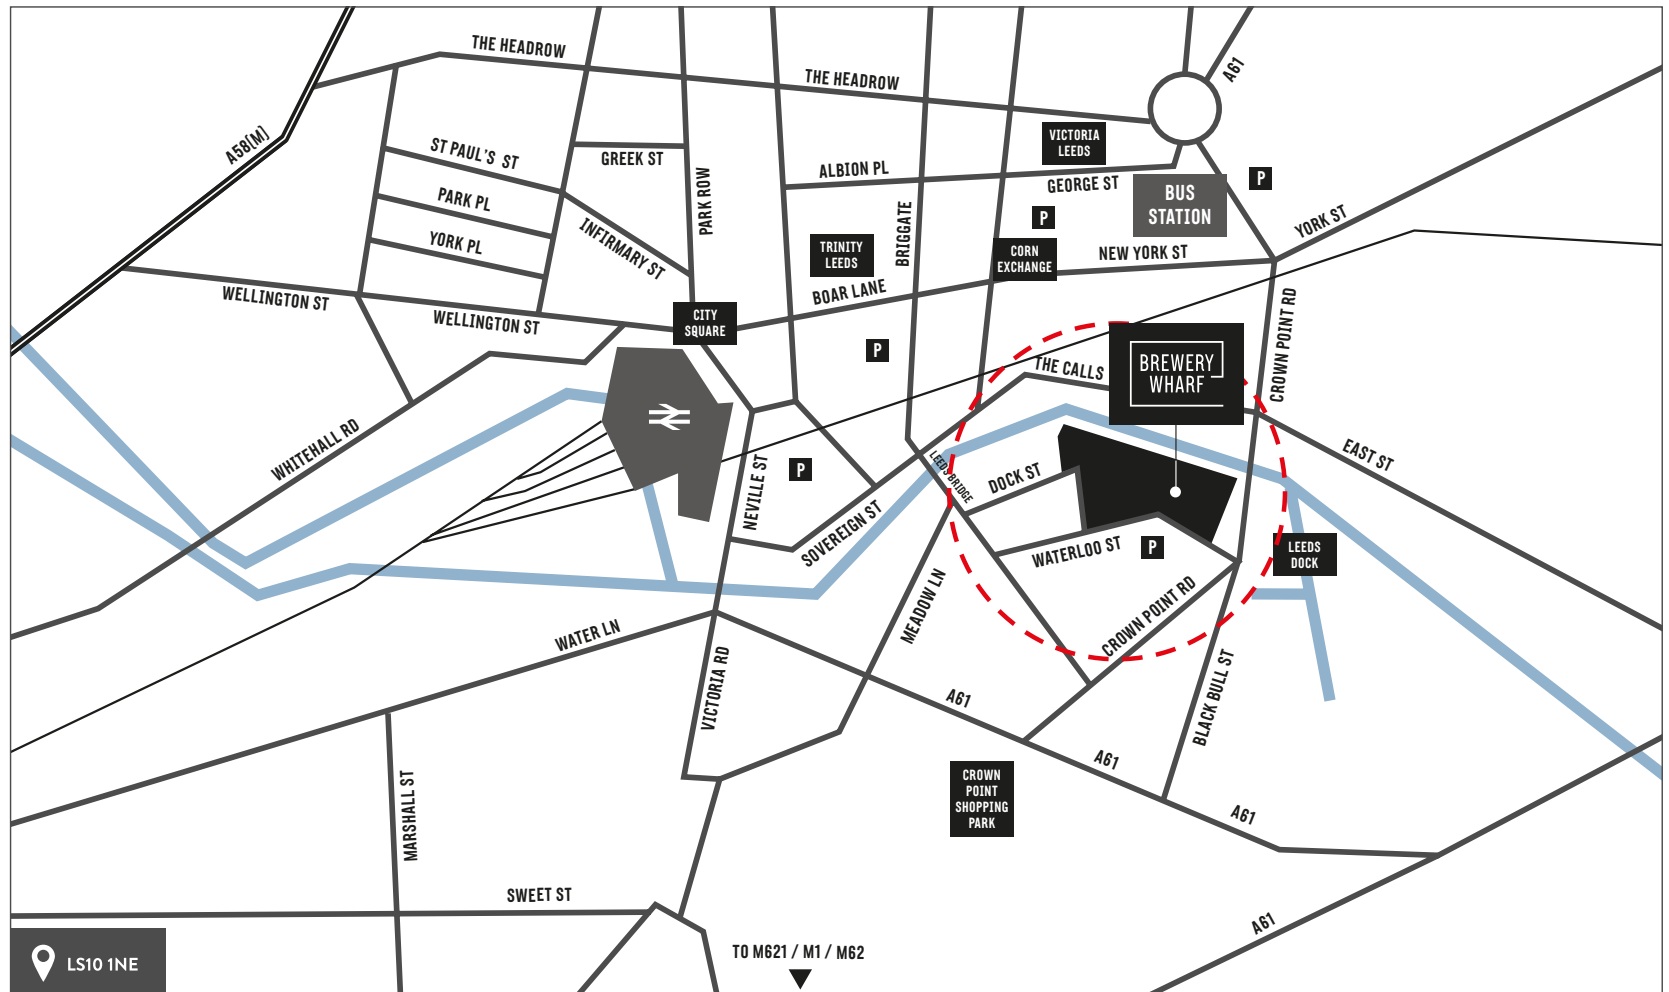 THE HEADROW
THE HEADROW
A61
A58(M)
VICTORIA
LEEDS
ST PAUL'S ST
GREEK ST
ALBION PL
GEORGE ST
P
BUS
STATION
PARK PL
PARK ROW
P
YORK ST
YORK PL
INFIRMARY ST
TRINITY
LEEDS
BRIGGATE
CORN
EXCHANGE
NEW YORK ST
WELLINGTON ST
WELLINGTON ST
CITY
SQUARE
BOAR LANE
P
THE CALLS
BREWERY
WHARF
CROWN POINT RD
WHITEHALL RD
NEVILLE ST
P
SOVEREIGN ST
LEEDS BRIDGE
DOCK ST
EAST ST
WATERLOO ST
P
LEEDS
DOCK
MEADOW LN
CROWN POINT RD
WATER LN
VICTORIA RD
A61
BLACK BULL ST
A61
CROWN
POINT
SHOPPING
PARK
A61
MARSHALL ST
SWEET ST
A61
TO M621 / M1 / M62
LS10 1NE